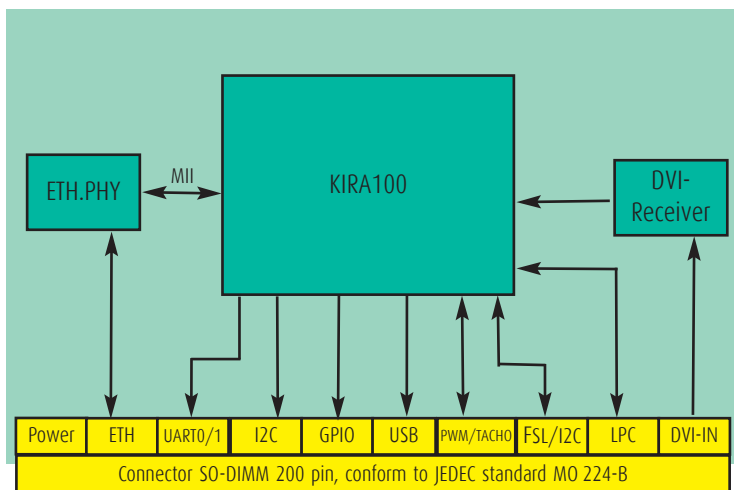 KIRA100
ETH.PHY
MII
DVI-
Receiver
Power ETH UART0/1 I2C GPIO USB PWM/TACHO FSL/I2C LPC DVI-IN
Connector SO-DIMM 200 pin, conform to JEDEC standard MO 224-B